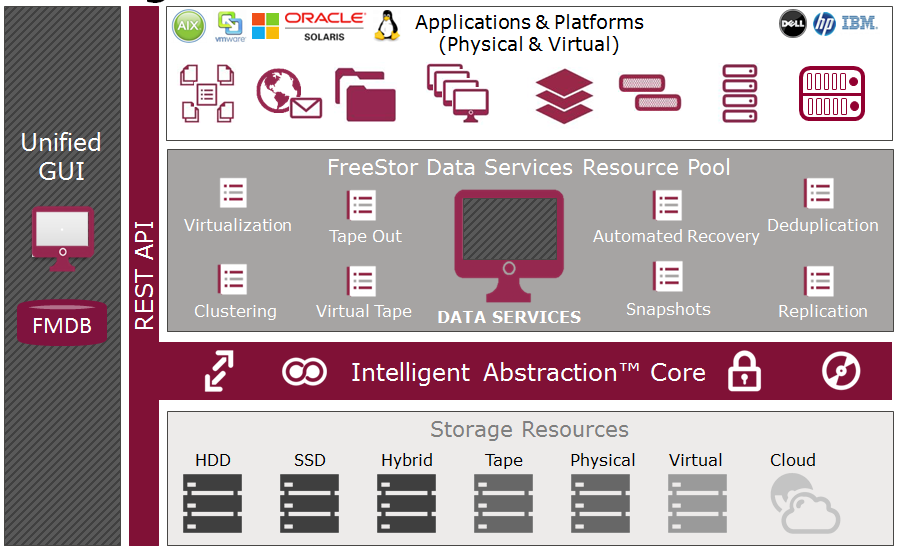 AIX
vmware
ORACLE
SOLARIS
Applications & Platforms
(Physical & Virtual)
DELL
hp
IBM
Unified
GUI
FMDB
REST API
FreeStor Data Services Resource Pool
Virtualization
Tape Out
Automated Recovery
Deduplication
Clustering
Virtual Tape
DATA SERVICES
Snapshots
Replication
Intelligent Abstraction™ Core
Storage Resources
HDD
SSD
Hybrid
Tape
Physical
Virtual
Cloud